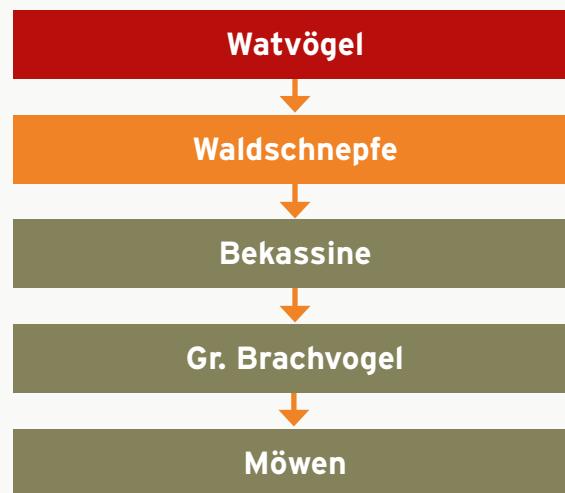 Watvögel
Waldschnepfe
Bekassine
Gr. Brachvogel
Möwen